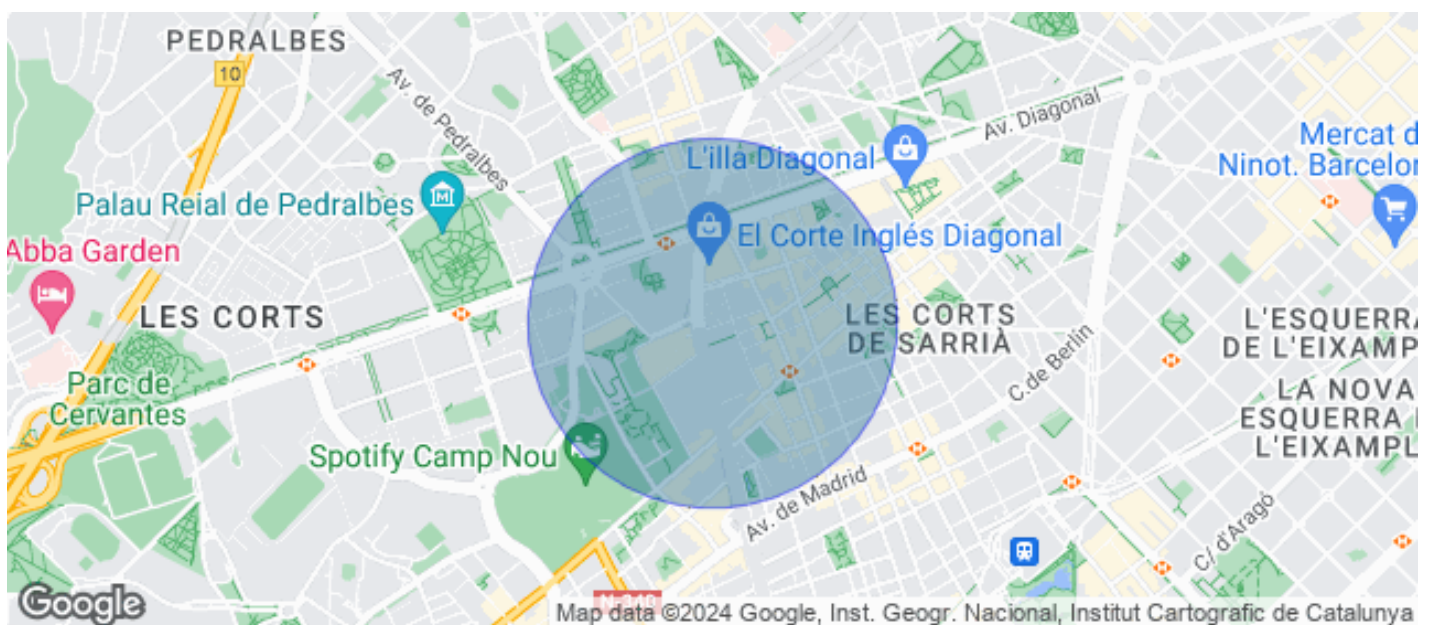 PEDRALBES
10
Av. de Pedralbes
Av. Diagonal
L'illa Diagonal
Mercat d
Ninot. Barcelor
Palau Reial de Pedralbes
El Corte Inglés Diagonal
Abba Garden
LES CORTS
LES CORTS
DE SARRIÀ
L'ESQUERRA
DE L'EIXAMP
C. de Berlín
Parc de
Cervantes
LA NOVA
ESQUERRA
L'EIXAMPL
Spotify Camp Nou
Av. de Madrid
C/ d'Aragó
N-340
Google
Map data ©2024 Google, Inst. Geogr. Nacional, Institut Cartografic de Catalunya